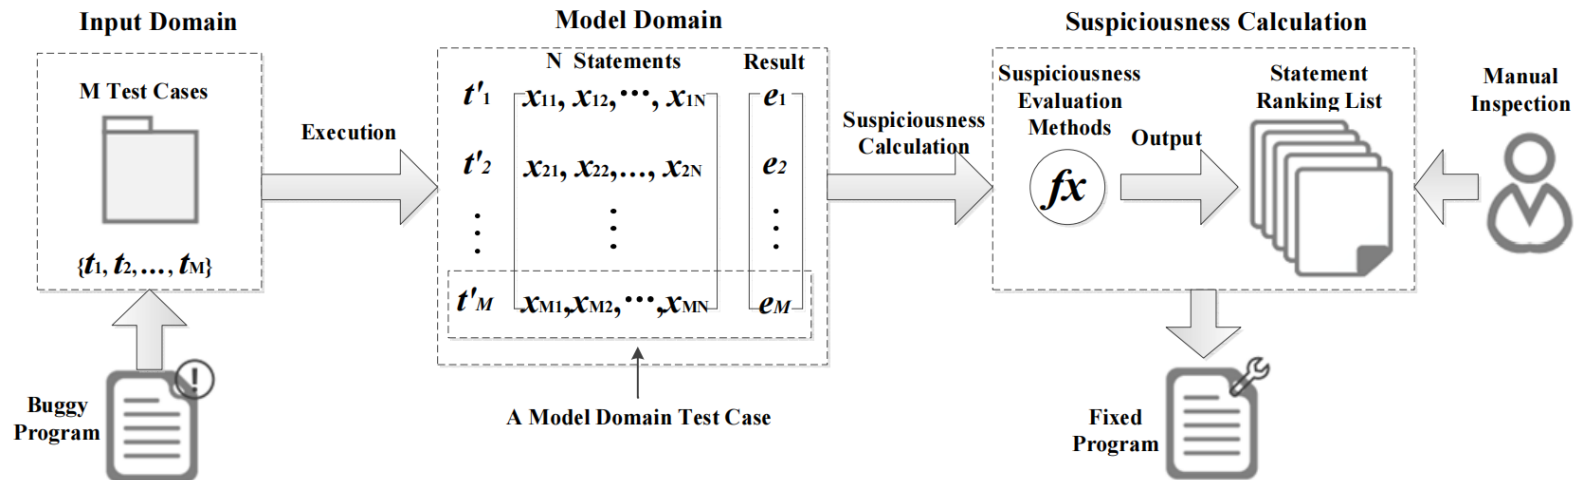 Input Domain
M Test Cases
{t1, t2, ..., tM}
Buggy
Program
Execution
Model Domain
N Statements
Result
t'1 x11, x12, ..., x1N e1
t'2 x21, x22, ..., x2N e2
t'M xM1, xM2, ..., xMN eM
A Model Domain Test Case
Suspiciousness
Calculation
Suspiciousness Calculation
Suspiciousness
Evaluation
Methods
fx
Output
Statement
Ranking List
Manual
Inspection
Fixed
Program